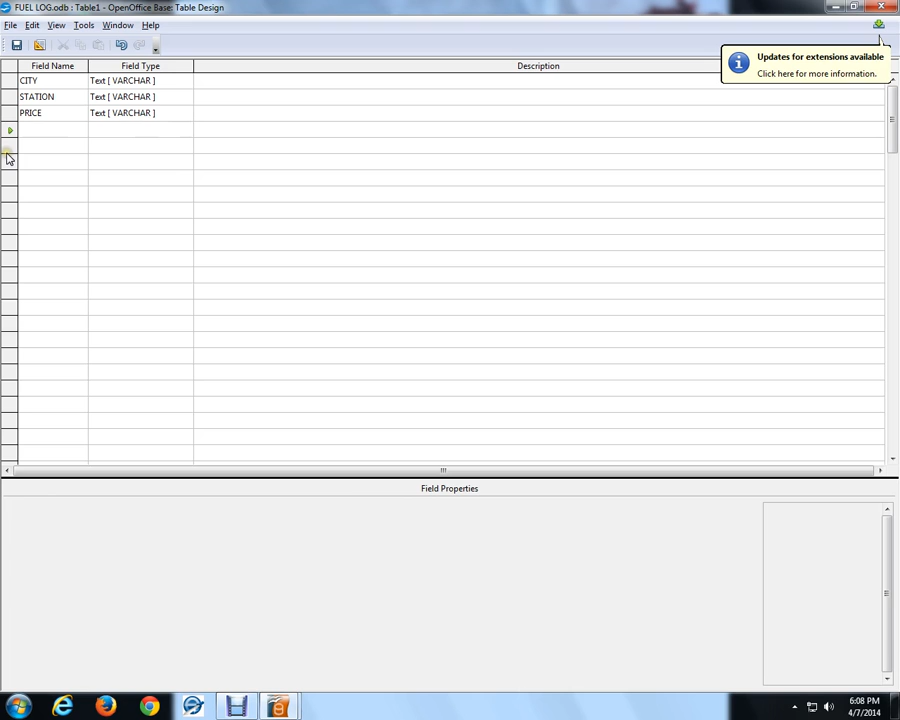 FUEL LOG.odb : Table1 - OpenOffice Base: Table Design
File Edit View Tools Window Help
Field Name Field Type Description
Updates for extensions available
Click here for more information.
CITY Text [ VARCHAR ]
STATION Text [ VARCHAR ]
PRICE Text [ VARCHAR ]
Field Properties
6:08 PM
4/7/2014